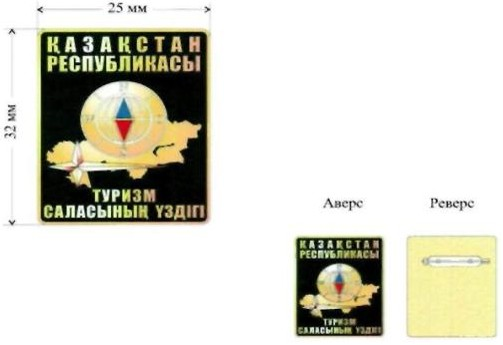 25 мм
32 мм
ҚАЗАҚСТАН
РЕСПУБЛИКАСЫ
ТУРИЗМ
САЛАСЫНЫҢ ҮЗДІГІ
Аверс
Реверс
ҚАЗАҚСТАН
РЕСПУБЛИКАСЫ
ТУРИЗМ
САЛАСЫНЫҢ ҮЗДІГІ